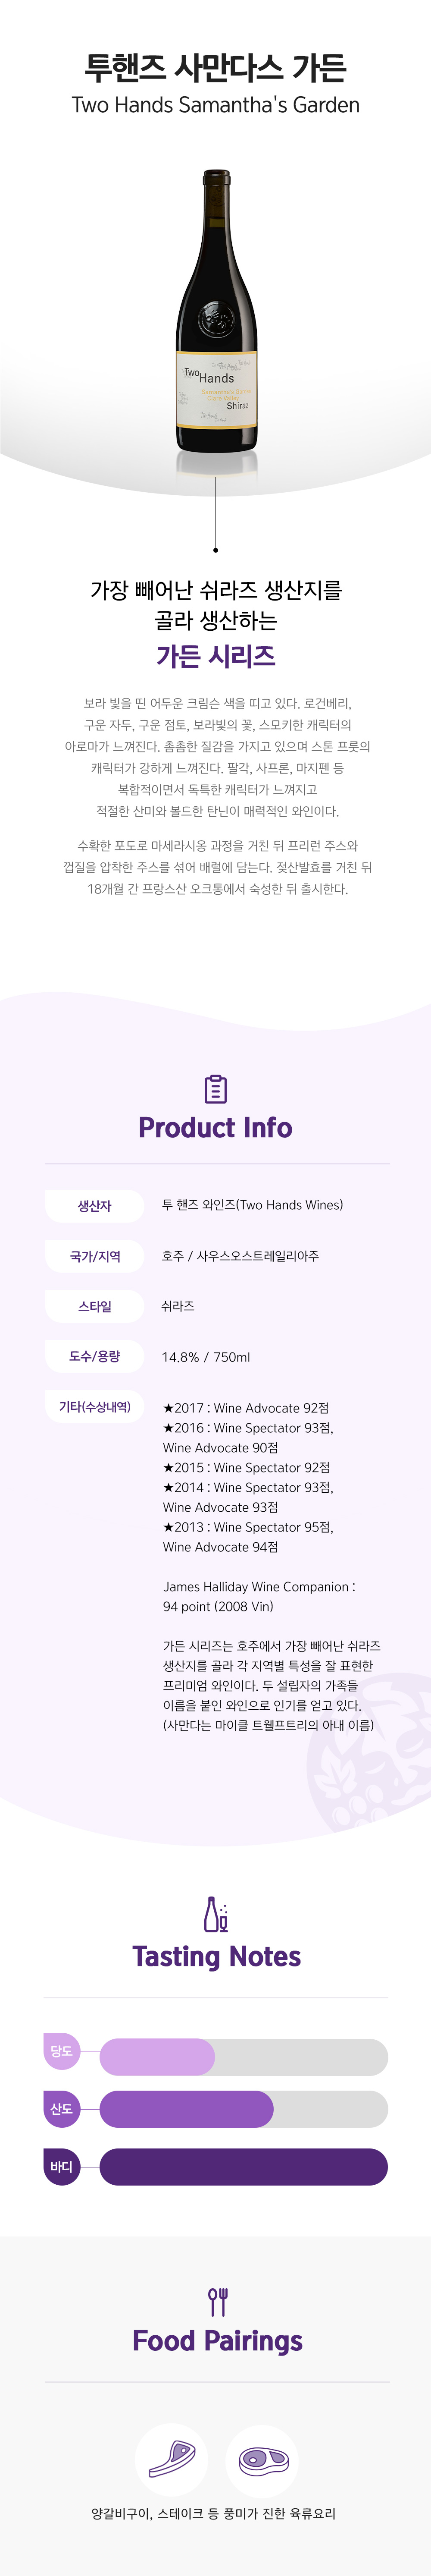 투핸즈 사만다스 가든
Two Hands Samantha's Garden
Two
Hands
Samantha's Garden
Shiraz
가장 빼어난 쉬라즈 생산지를
골라 생산하는
가든 시리즈
보라 빛을 띤 어두운 크림슨 색을 띠고 있다. 로건베리,
구운 자두, 구운 점토, 보라빛의 꽃, 스모키한 캐릭터의
아로마가 느껴진다. 촘촘한 질감을 가지고 있으며 스톤 프룻의
캐릭터가 강하게 느껴진다. 팔각, 사프론, 마지펜 등
복합적이면서 독특한 캐릭터가 느껴지고
적절한 산미와 볼드한 탄닌이 매력적인 와인이다.
수확한 포도로 마세라시옹 과정을 거친 뒤 프리런 주스와
껍질을 압착한 주스를 섞어 배럴에 담는다. 젖산발효를 거친 뒤
18개월 간 프랑스산 오크통에서 숙성한 뒤 출시한다.
Product Info
생산자
투 핸즈 와인즈(Two Hands Wines)
국가/지역
호주 / 사우스오스트레일리아주
스타일
쉬라즈
도수/용량
14.8% / 750ml
기타(수상내역)
★2017 : Wine Advocate 92점
★2016 : Wine Spectator 93점,
Wine Advocate 90점
★2015 : Wine Spectator 92점
★2014 : Wine Spectator 93점,
Wine Advocate 93점
★2013 : Wine Spectator 95점,
Wine Advocate 94점
James Halliday Wine Companion :
94 point (2008 Vin)
가든 시리즈는 호주에서 가장 빼어난 쉬라즈
생산지를 골라 각 지역별 특성을 잘 표현한
프리미엄 와인이다. 두 설립자의 가족들
이름을 붙인 와인으로 인기를 얻고 있다.
(사만다는 마이클 트웰프트리의 아내 이름)
Tasting Notes
당도
산도
바디
Food Pairings
양갈비구이, 스테이크 등 풍미가 진한 육류요리